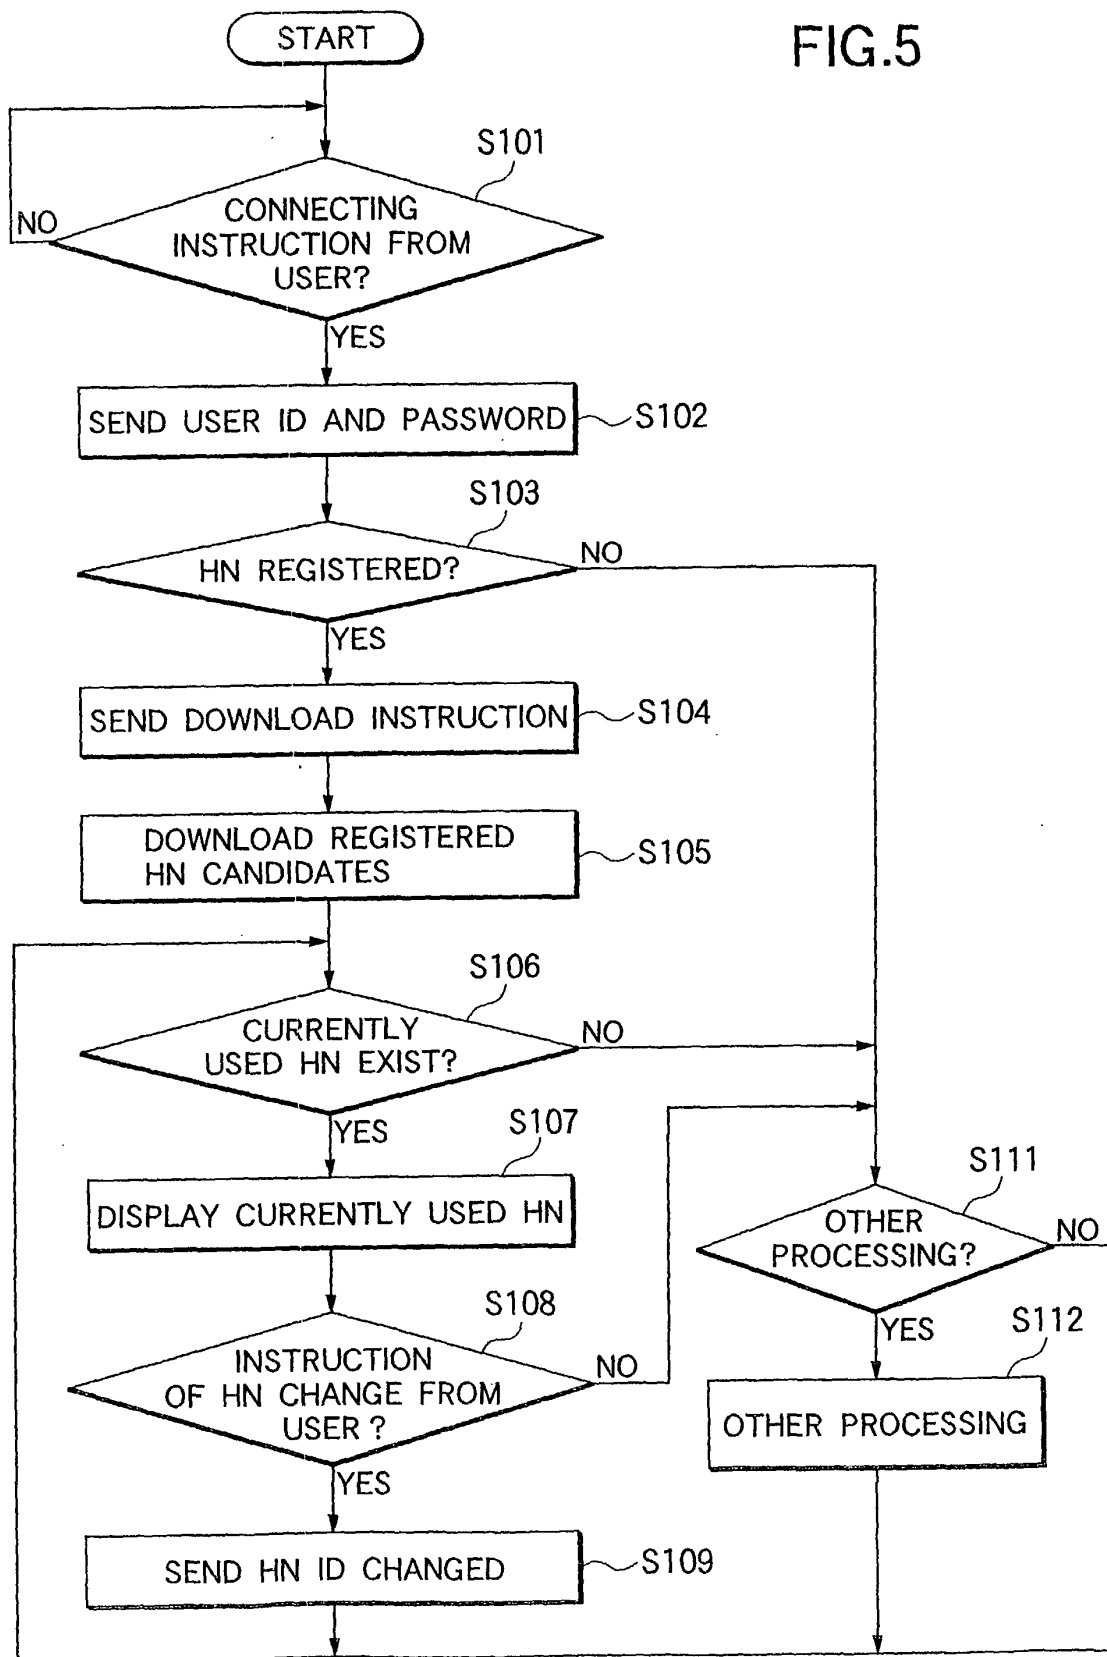 FIG.5
START
S101
CONNECTING
INSTRUCTION FROM
USER?
NO
YES
SEND USER ID AND PASSWORD
S102
S103
HN REGISTERED?
NO
YES
SEND DOWNLOAD INSTRUCTION
S104
DOWNLOAD REGISTERED
HN CANDIDATES
S105
S106
CURRENTLY
USED HN EXIST?
NO
YES
S107
DISPLAY CURRENTLY USED HN
S108
INSTRUCTION
OF HN CHANGE FROM
USER ?
NO
YES
SEND HN ID CHANGED
S109
S111
OTHER
PROCESSING?
NO
YES
S112
OTHER PROCESSING